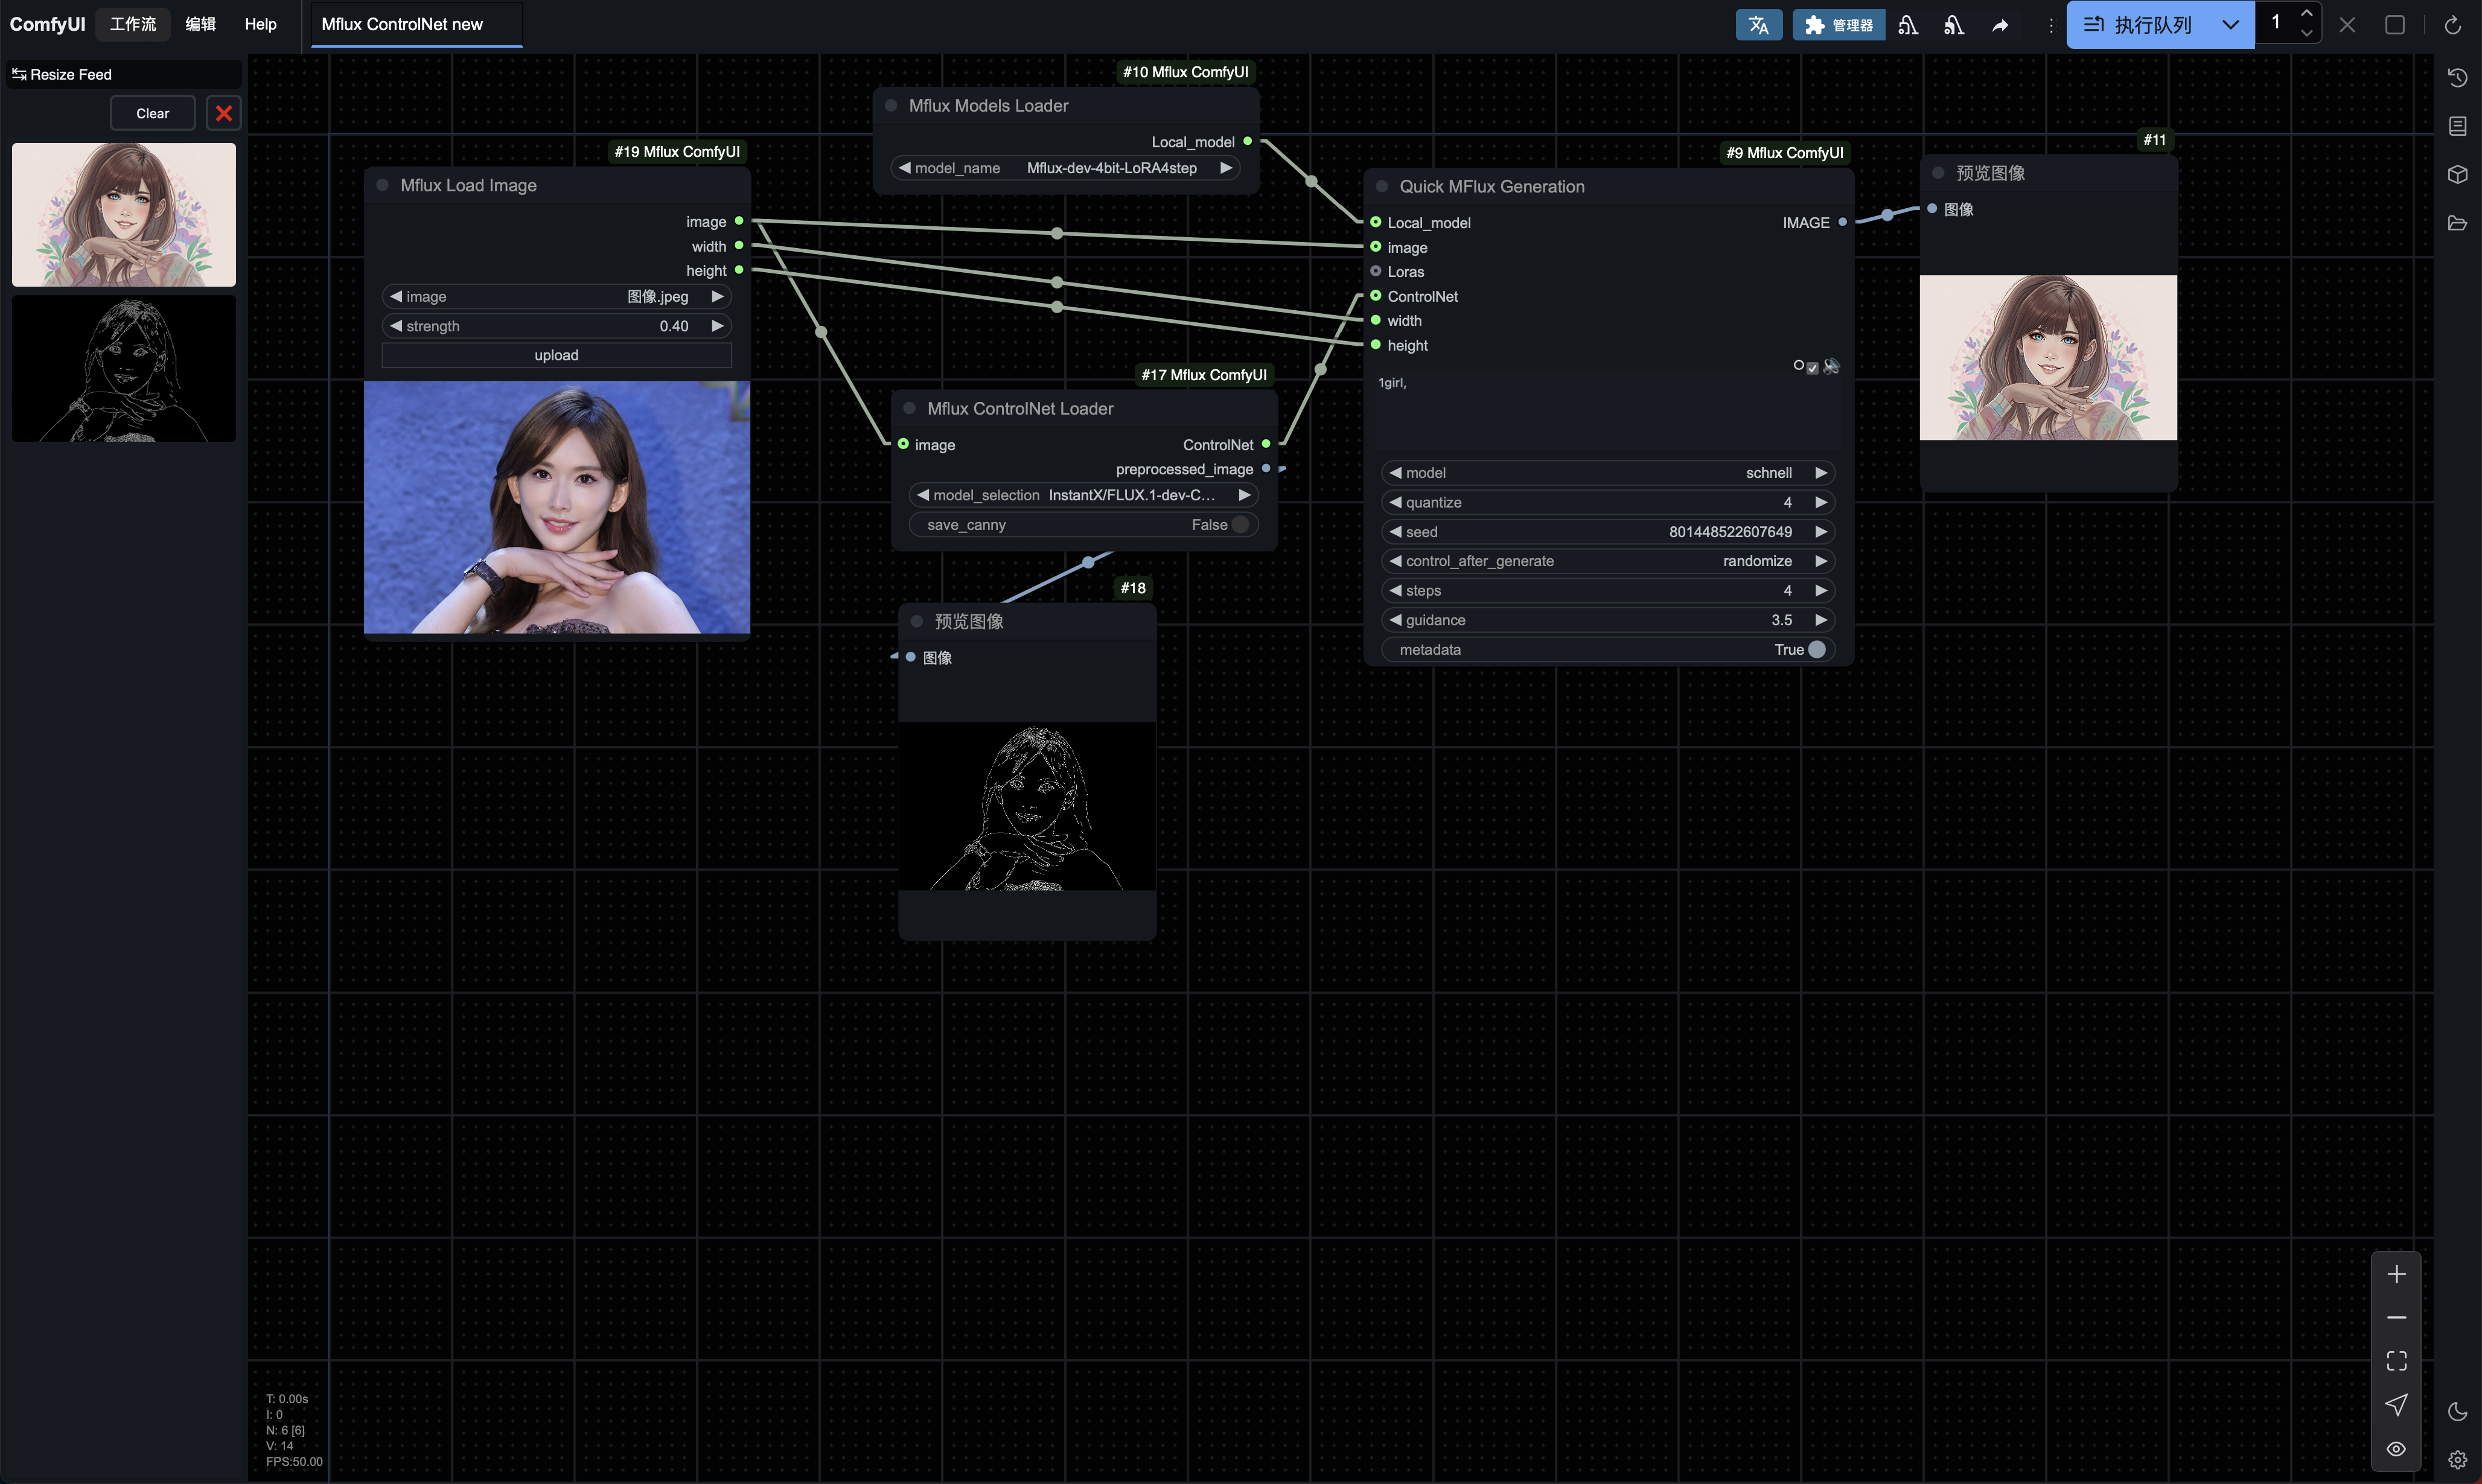 ComfyUI 工作流 编辑 Help Mflux ControlNet new 管理器 执行队列 1
Resize Feed
Clear
#19 Mflux ComfyUI
Mflux Load Image
image
width
height
image 图像.jpeg
strength 0.40
upload
#10 Mflux ComfyUI
Mflux Models Loader
Local_model
model_name Mflux-dev-4bit-LoRA4step
#17 Mflux ComfyUI
Mflux ControlNet Loader
image ControlNet
preprocessed_image
model_selection InstantX/FLUX.1-dev-C...
save_canny False
#18
预览图像
图像
#9 Mflux ComfyUI
Quick MFlux Generation
Local_model IMAGE
image
Loras
ControlNet
width
height
1girl,
model schnell
quantize 4
seed 801448522607649
control_after_generate randomize
steps 4
guidance 3.5
metadata True
#11
预览图像
图像
T: 0.00s
I: 0
N: 6 [6]
V: 14
FPS:50.00